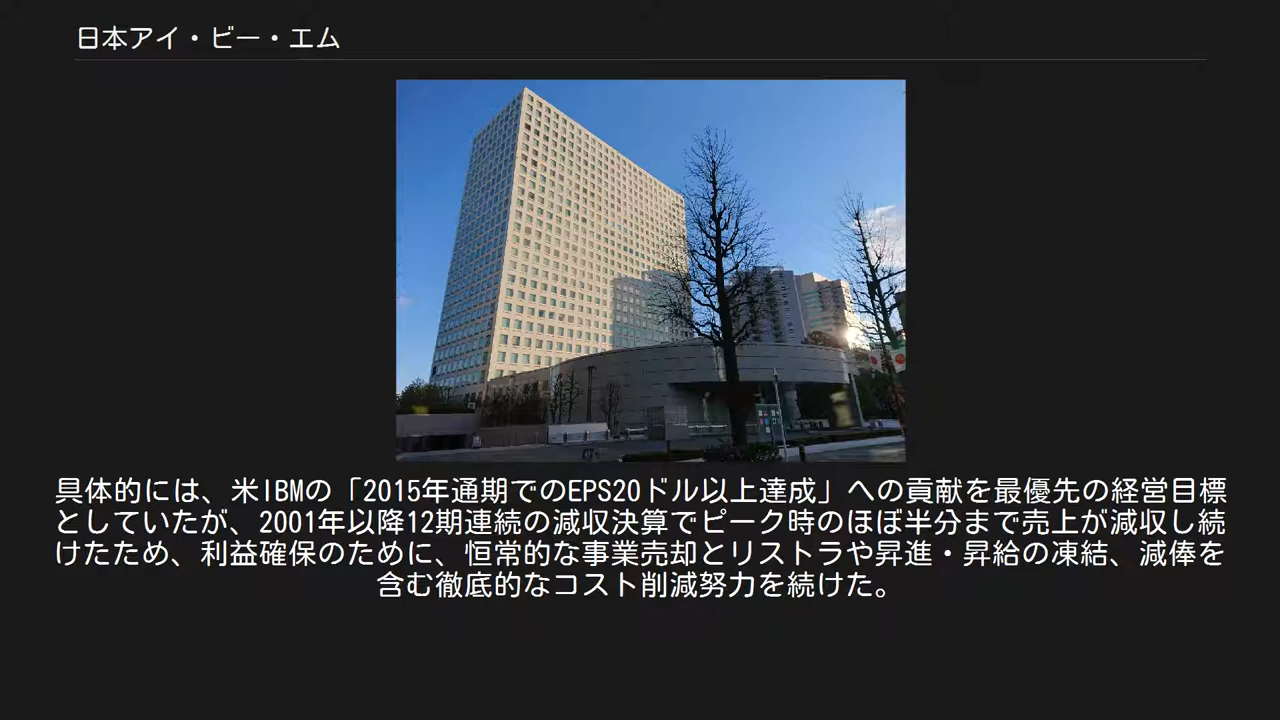 日本アイ・ビー・エム
具体的には、米IBMの「2015年通期でのEPS20ドル以上達成」への貢献を最優先の経営目標
としていたが、2001年以降12期連続の減収決算でピーク時のほぼ半分まで売上が減収し続
けたため、利益確保のために、恒常的な事業売却とリストラや昇進・昇給の凍結、減俸を
含む徹底的なコスト削減努力を続けた。